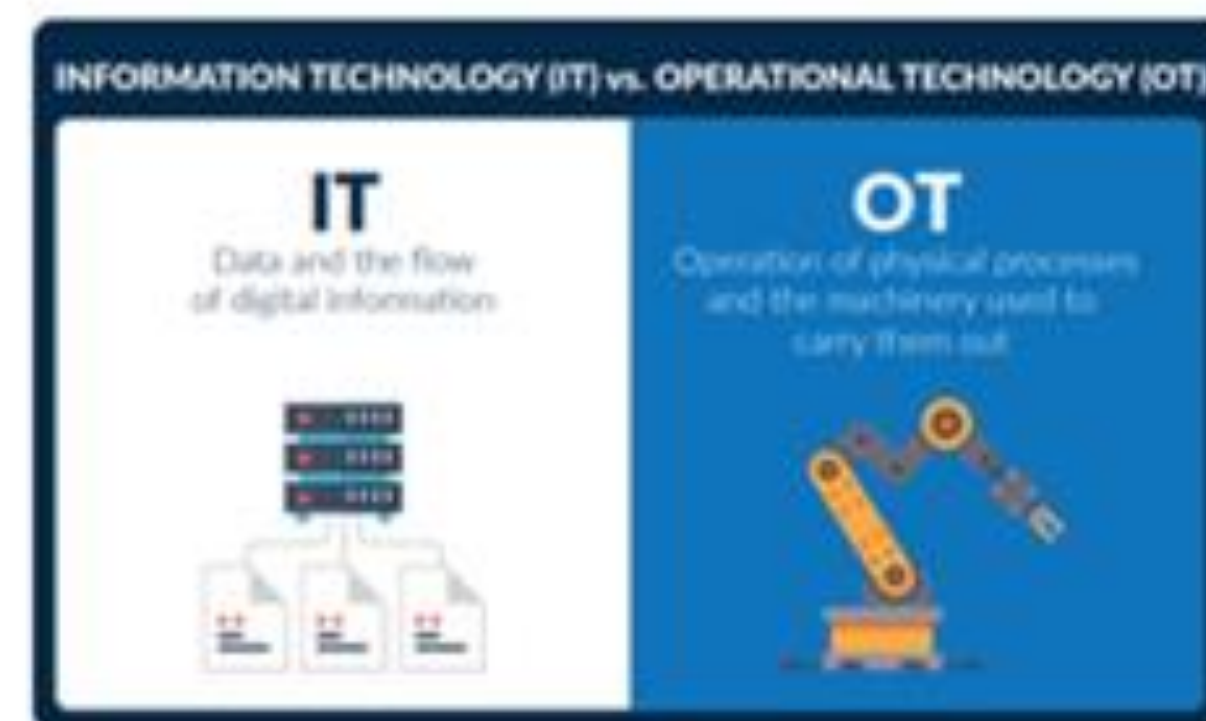 INFORMATION TECHNOLOGY (IT) vs. OPERATIONAL TECHNOLOGY (OT)
IT
Data and the flow
of digital information
OT
Operation of physical processes
and the machinery used to
carry them out